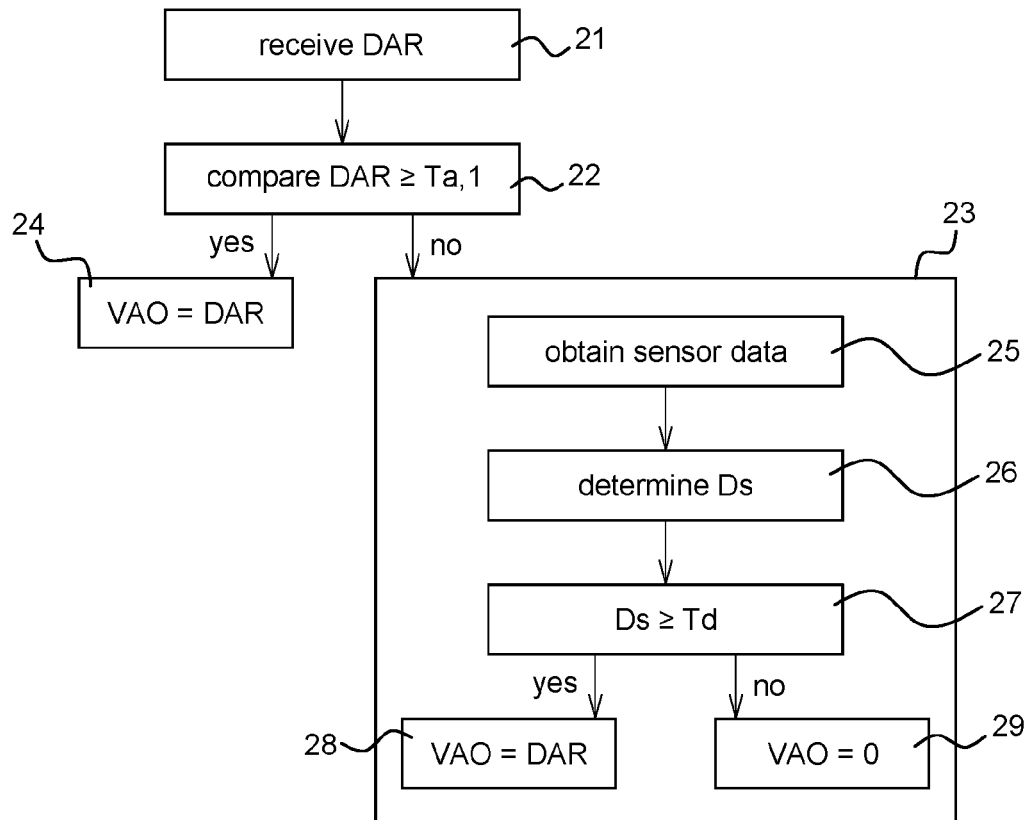 receive DAR
21
compare DAR ≥ Ta,1
22
24
yes
no
23
VAO = DAR
obtain sensor data
25
determine Ds
26
Ds ≥ Td
27
yes
no
28
VAO = DAR
VAO = 0
29